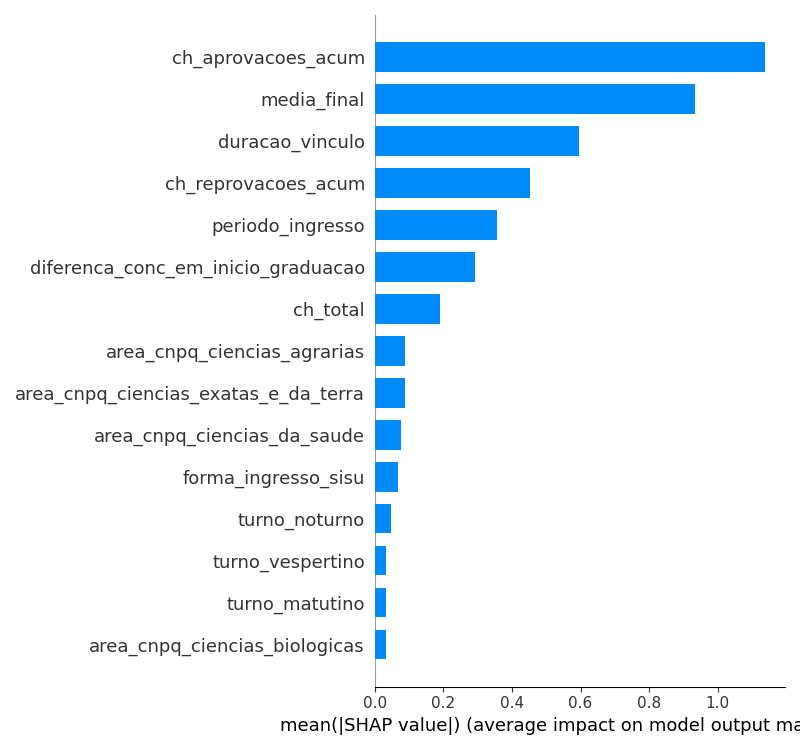 ch_aprovacoes_acum
media_final
duracao_vinculo
ch_reprovacoes_acum
periodo_ingresso
diferenca_conc_em_inicio_graduacao
ch_total
area_cnpq_ciencias_agrarias
area_cnpq_ciencias_exatas_e_da_terra
area_cnpq_ciencias_da_saude
forma_ingresso_sisu
turno_noturno
turno_vespertino
turno_matutino
area_cnpq_ciencias_biologicas
0.0 0.2 0.4 0.6 0.8 1.0
mean(|SHAP value|) (average impact on model output ma